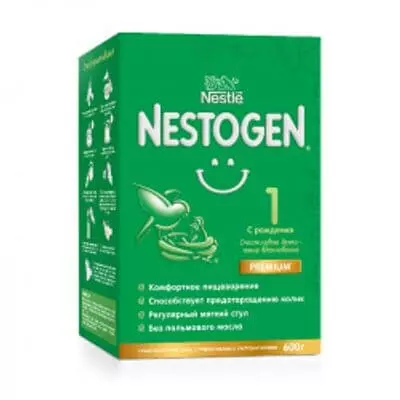 Nestlé
NESTOGEN®
1
С рождения
PREMIUM
Комфортное пищеварение
Способствует предотвращению колик
Регулярный мягкий стул
Без пальмового масла
600г